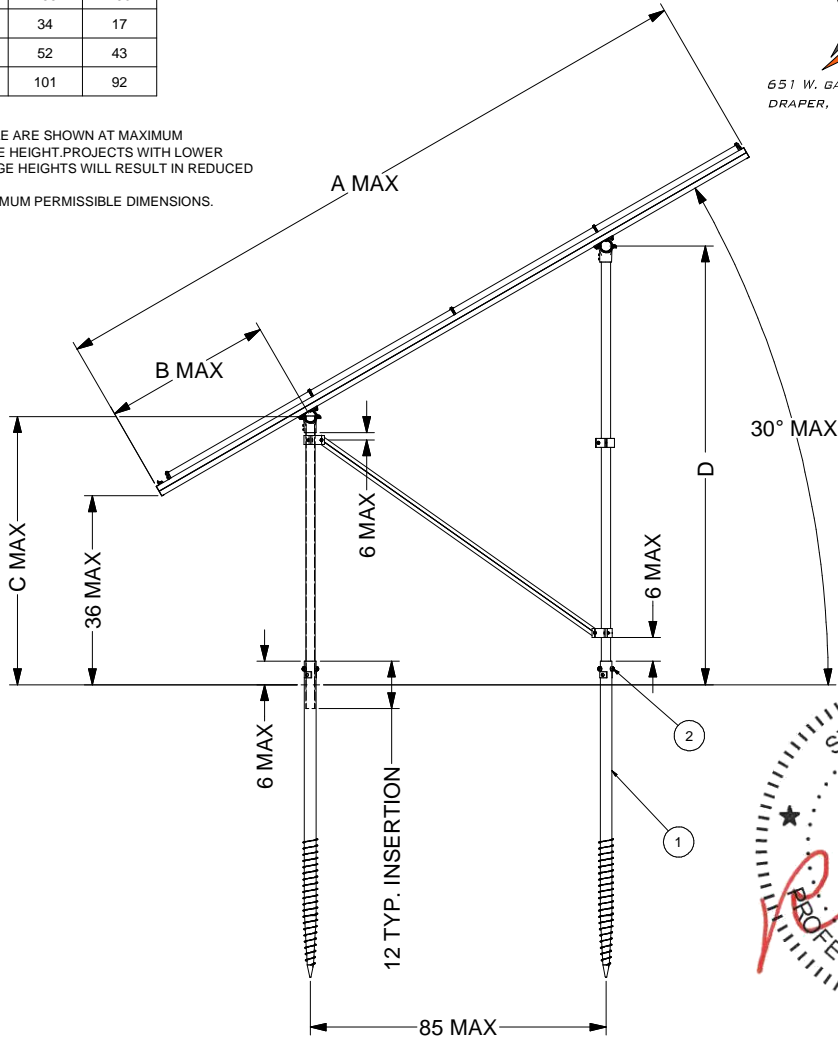 34 17
52 43
101 92
E ARE SHOWN AT MAXIMUM
E HEIGHT.PROJECTS WITH LOWER
GE HEIGHTS WILL RESULT IN REDUCED
MUM PERMISSIBLE DIMENSIONS.
651 W. GA
DRAPER,
A MAX
B MAX
C MAX
36 MAX
6 MAX
D
30° MAX
6 MAX
6 MAX
12 TYP. INSERTION
2
1
85 MAX
PROFE